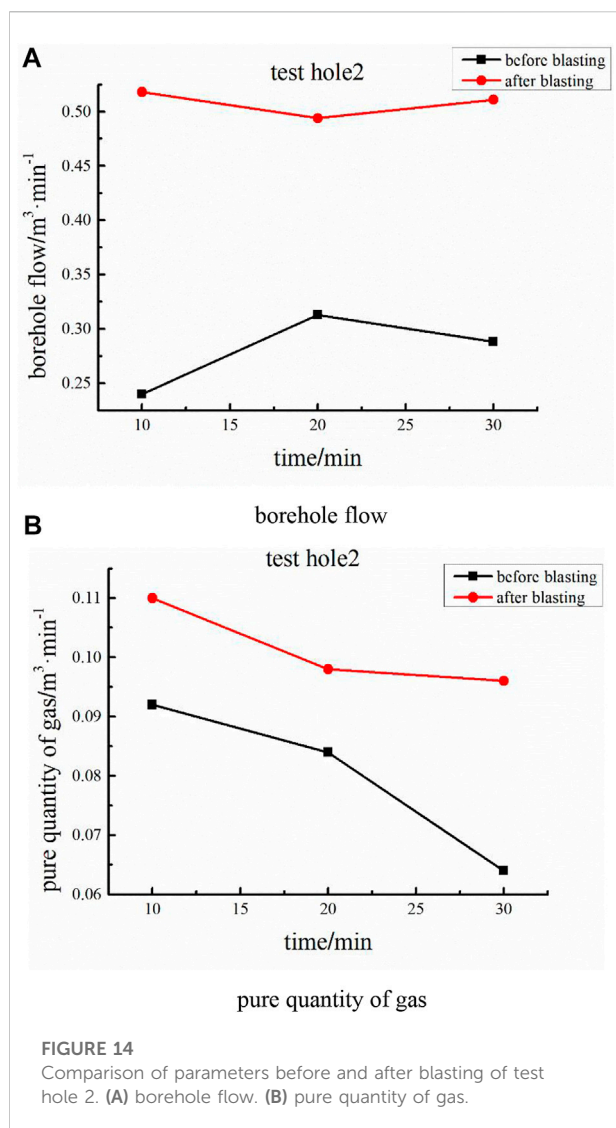 A
test hole2
before blasting
after blasting
0.50
0.45
0.40
0.35
0.30
0.25
borehole flow/m³·min⁻¹
10 15 20 25 30
time/min
borehole flow
B
test hole2
before blasting
after blasting
0.11
0.10
0.09
0.08
0.07
0.06
pure quantity of gas/m³·min⁻¹
10 15 20 25 30
time/min
pure quantity of gas
FIGURE 14
Comparison of parameters before and after blasting of test
hole 2. (A) borehole flow. (B) pure quantity of gas.